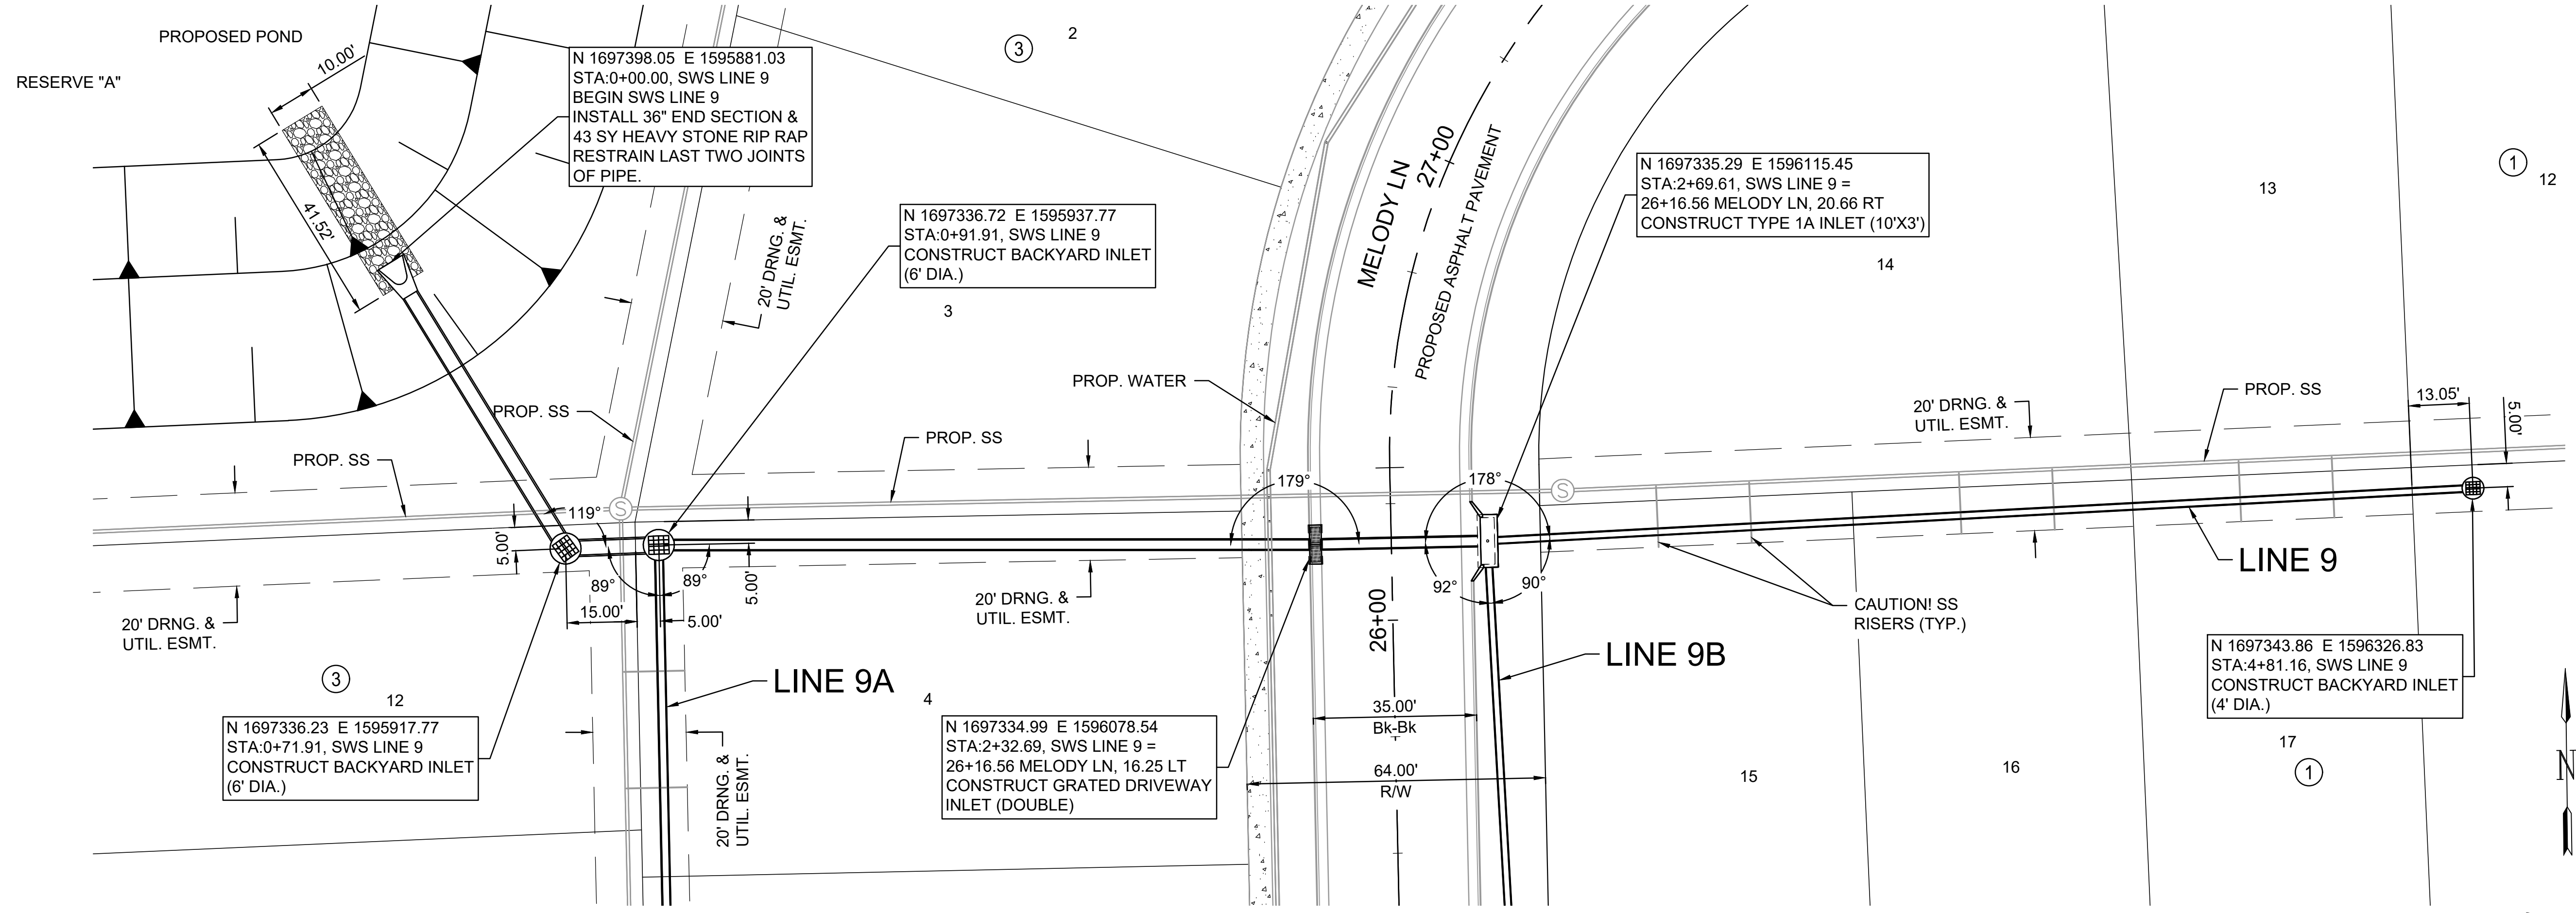 PROPOSED POND
RESERVE "A"
10.00'
41.52'
N 1697398.05 E 1595881.03
STA:0+00.00, SWS LINE 9
BEGIN SWS LINE 9
INSTALL 36" END SECTION &
43 SY HEAVY STONE RIP RAP
RESTRAIN LAST TWO JOINTS
OF PIPE.
20' DRNG. &
UTIL. ESMT.
3
2
N 1697336.72 E 1595937.77
STA:0+91.91, SWS LINE 9
CONSTRUCT BACKYARD INLET
(6' DIA.)
3
MELODY LN
27+00
PROPOSED ASPHALT PAVEMENT
N 1697335.29 E 1596115.45
STA:2+69.61, SWS LINE 9 =
26+16.56 MELODY LN, 20.66 RT
CONSTRUCT TYPE 1A INLET (10'X3')
14
13
1
12
PROP. SS
PROP. SS
PROP. SS
PROP. WATER
20' DRNG. &
UTIL. ESMT.
PROP. SS
13.05'
5.00'
119°
5.00'
89°
89°
15.00'
5.00'
5.00'
179°
178°
92°
90°
26+00
20' DRNG. &
UTIL. ESMT.
20' DRNG. &
UTIL. ESMT.
CAUTION! SS
RISERS (TYP.)
LINE 9
LINE 9A
LINE 9B
3
12
N 1697336.23 E 1595917.77
STA:0+71.91, SWS LINE 9
CONSTRUCT BACKYARD INLET
(6' DIA.)
20' DRNG. &
UTIL. ESMT.
4
N 1697334.99 E 1596078.54
STA:2+32.69, SWS LINE 9 =
26+16.56 MELODY LN, 16.25 LT
CONSTRUCT GRATED DRIVEWAY
INLET (DOUBLE)
35.00'
Bk-Bk
64.00'
R/W
15
16
N 1697343.86 E 1596326.83
STA:4+81.16, SWS LINE 9
CONSTRUCT BACKYARD INLET
(4' DIA.)
17
1
N